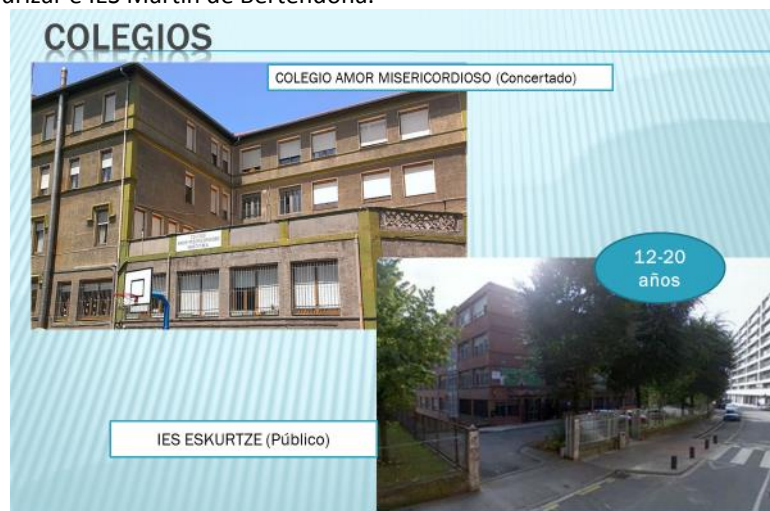 COLEGIOS
COLEGIO AMOR MISERICORDIOSO (Concertado)
12-20
años
IES ESKURTZE (Público)